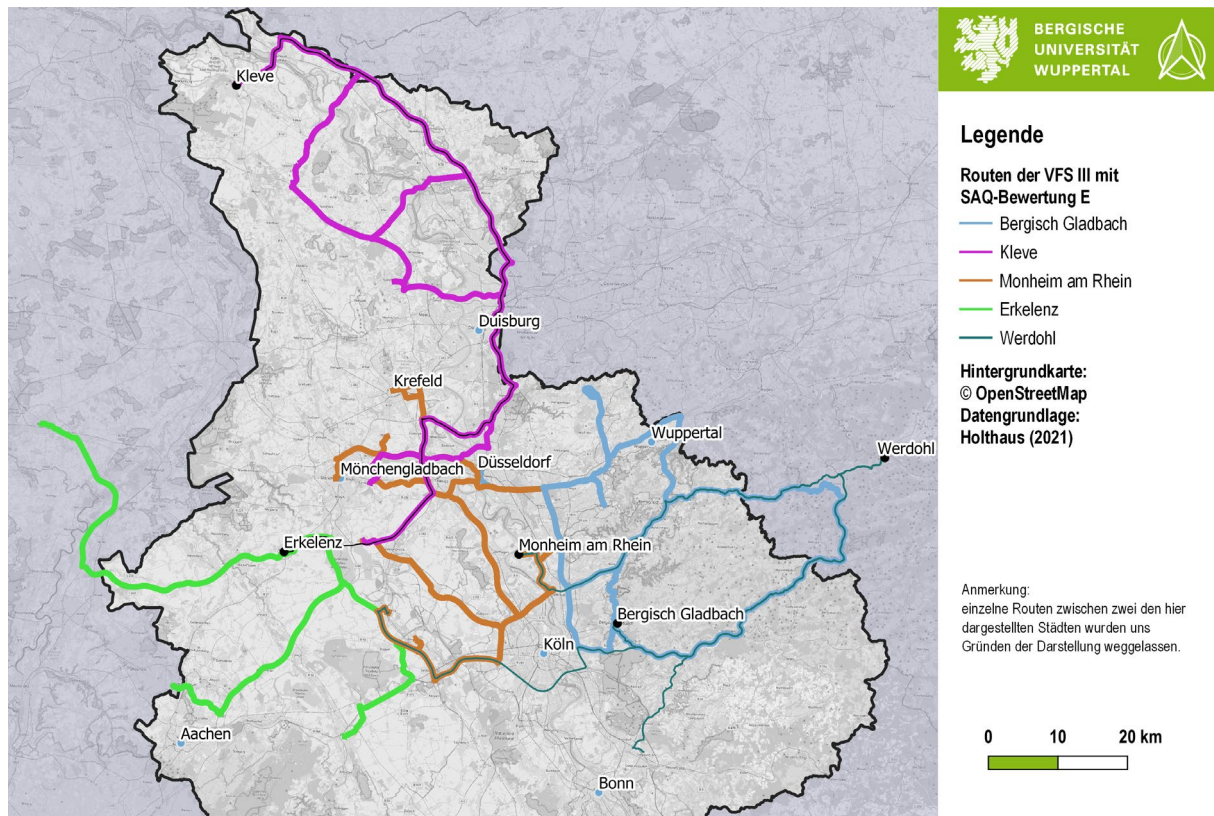 Kleve
Duisburg
Krefeld
Wuppertal
Werdohl
Mönchengladbach
Düsseldorf
Erkelenz
Monheim am Rhein
Bergisch Gladbach
Köln
Aachen
Bonn
BERGISCHE
UNIVERSITÄT
WUPPERTAL
Legende
Routen der VFS III mit
SAQ-Bewertung E
Bergisch Gladbach
Kleve
Monheim am Rhein
Erkelenz
Werdohl
Hintergrundkarte:
© OpenStreetMap
Datengrundlage:
Holthaus (2021)
Anmerkung:
einzelne Routen zwischen zwei den hier
dargestellten Städten wurden uns
Gründen der Darstellung weggelassen.
0 10 20 km